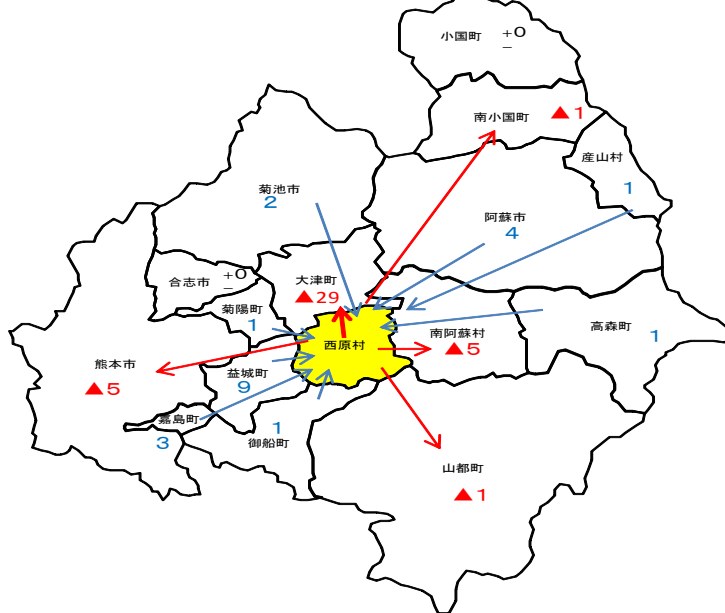 小国町 ±0
南小国町 ▲1
産山村
1
菊池市
2
阿蘇市
4
合志市 ±0
大津町
▲29
菊陽町
1
西原村
南阿蘇村
▲5
高森町
1
熊本市
▲5
益城町
9
嘉島町
3
1
御船町
山都町
▲1